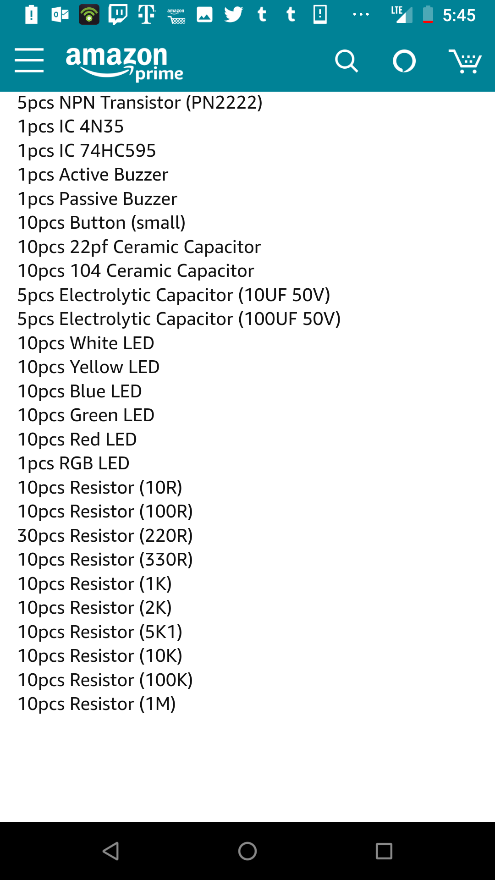 LTE 5:45
amazon
prime
5pcs NPN Transistor (PN2222)
1pcs IC 4N35
1pcs IC 74HC595
1pcs Active Buzzer
1pcs Passive Buzzer
10pcs Button (small)
10pcs 22pf Ceramic Capacitor
10pcs 104 Ceramic Capacitor
5pcs Electrolytic Capacitor (10UF 50V)
5pcs Electrolytic Capacitor (100UF 50V)
10pcs White LED
10pcs Yellow LED
10pcs Blue LED
10pcs Green LED
10pcs Red LED
1pcs RGB LED
10pcs Resistor (10R)
10pcs Resistor (100R)
30pcs Resistor (220R)
10pcs Resistor (330R)
10pcs Resistor (1K)
10pcs Resistor (2K)
10pcs Resistor (5K1)
10pcs Resistor (10K)
10pcs Resistor (100K)
10pcs Resistor (1M)